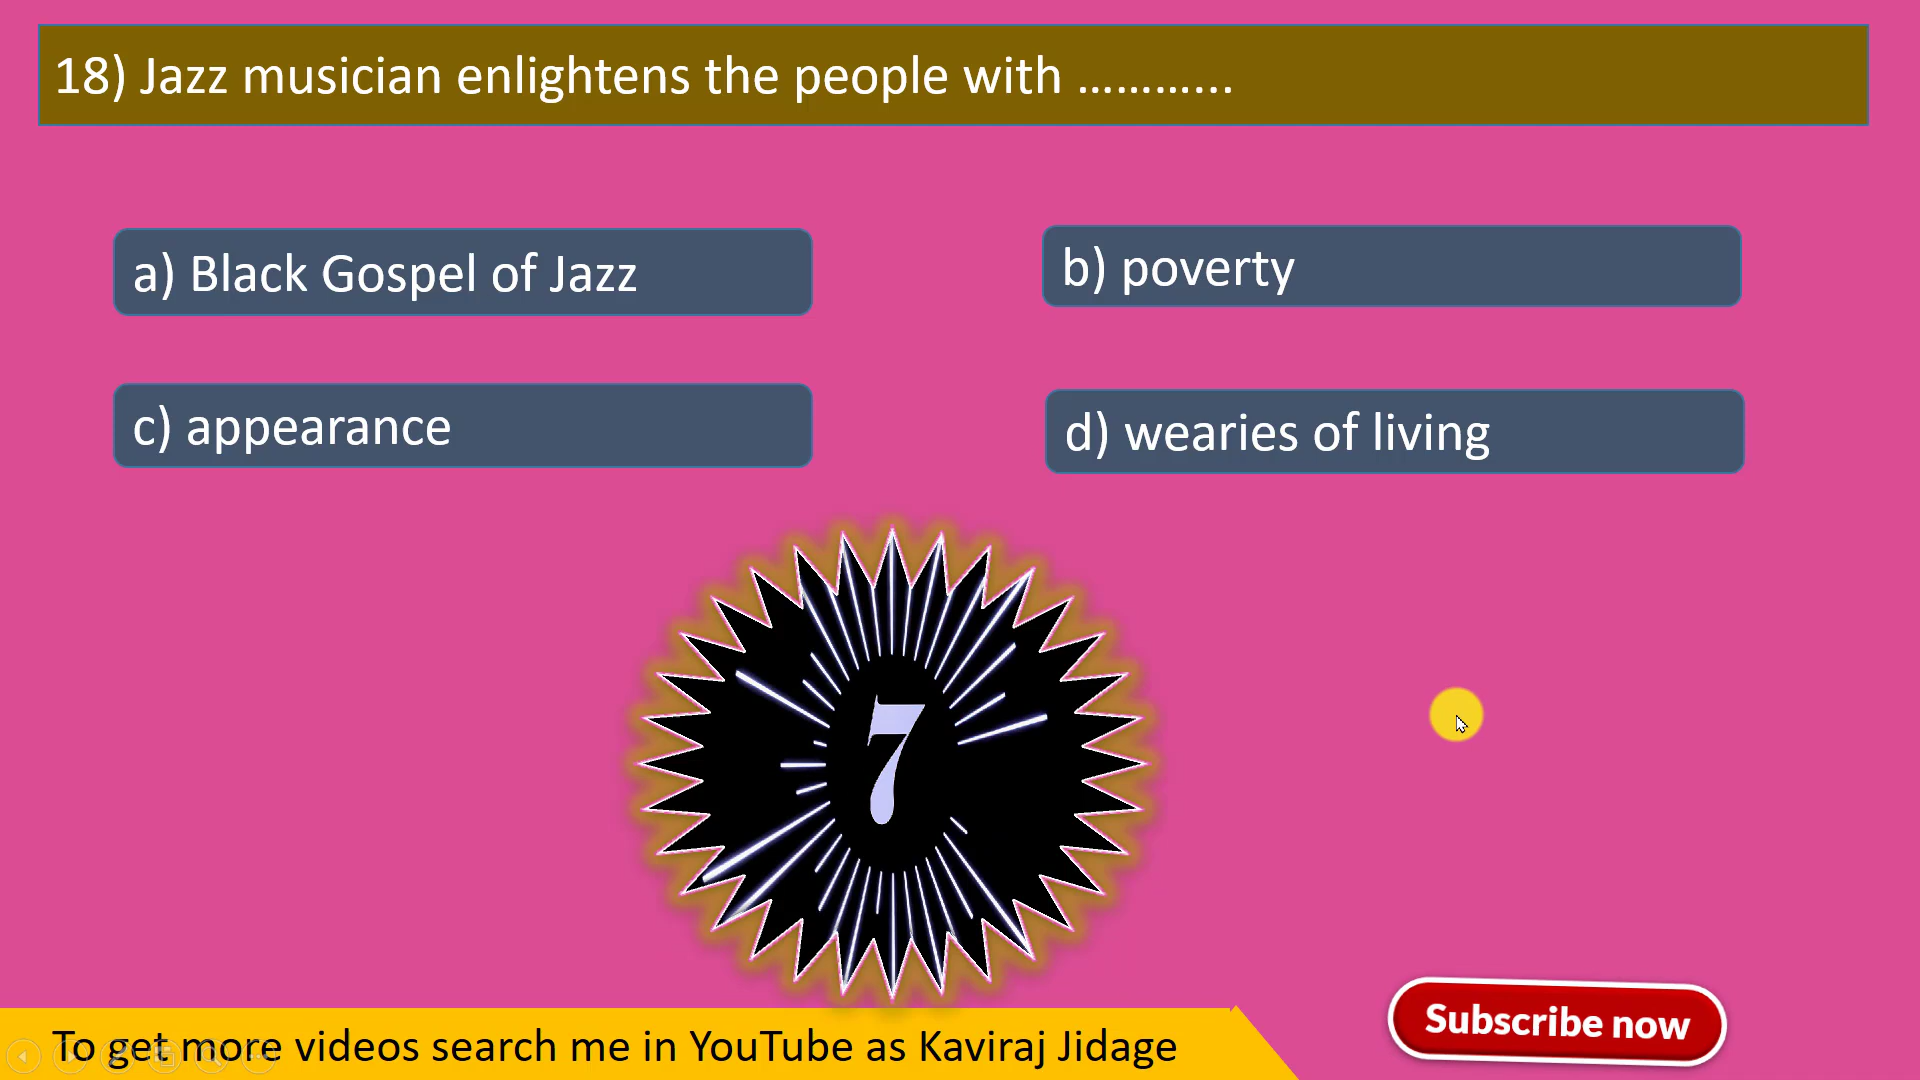 18) Jazz musician enlightens the people with …………...
a) Black Gospel of Jazz
b) poverty
c) appearance
d) wearies of living
7
To get more videos search me in YouTube as Kaviraj Jidage
Subscribe now